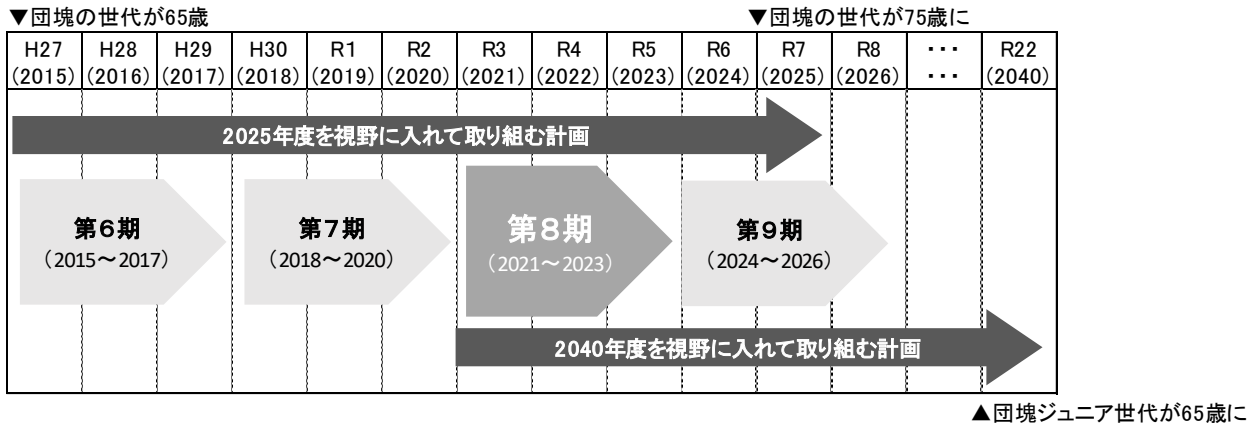 ▼団塊の世代が65歳 ▼団塊の世代が75歳に
H27 H28 H29 H30 R1 R2 R3 R4 R5 R6 R7 R8 ・・・ R22
(2015) (2016) (2017) (2018) (2019) (2020) (2021) (2022) (2023) (2024) (2025) (2026) ・・・ (2040)
2025年度を視野に入れて取り組む計画
第6期
（2015～2017）
第7期
（2018～2020）
第8期
（2021～2023）
第9期
（2024～2026）
2040年度を視野に入れて取り組む計画
▲団塊ジュニア世代が65歳に